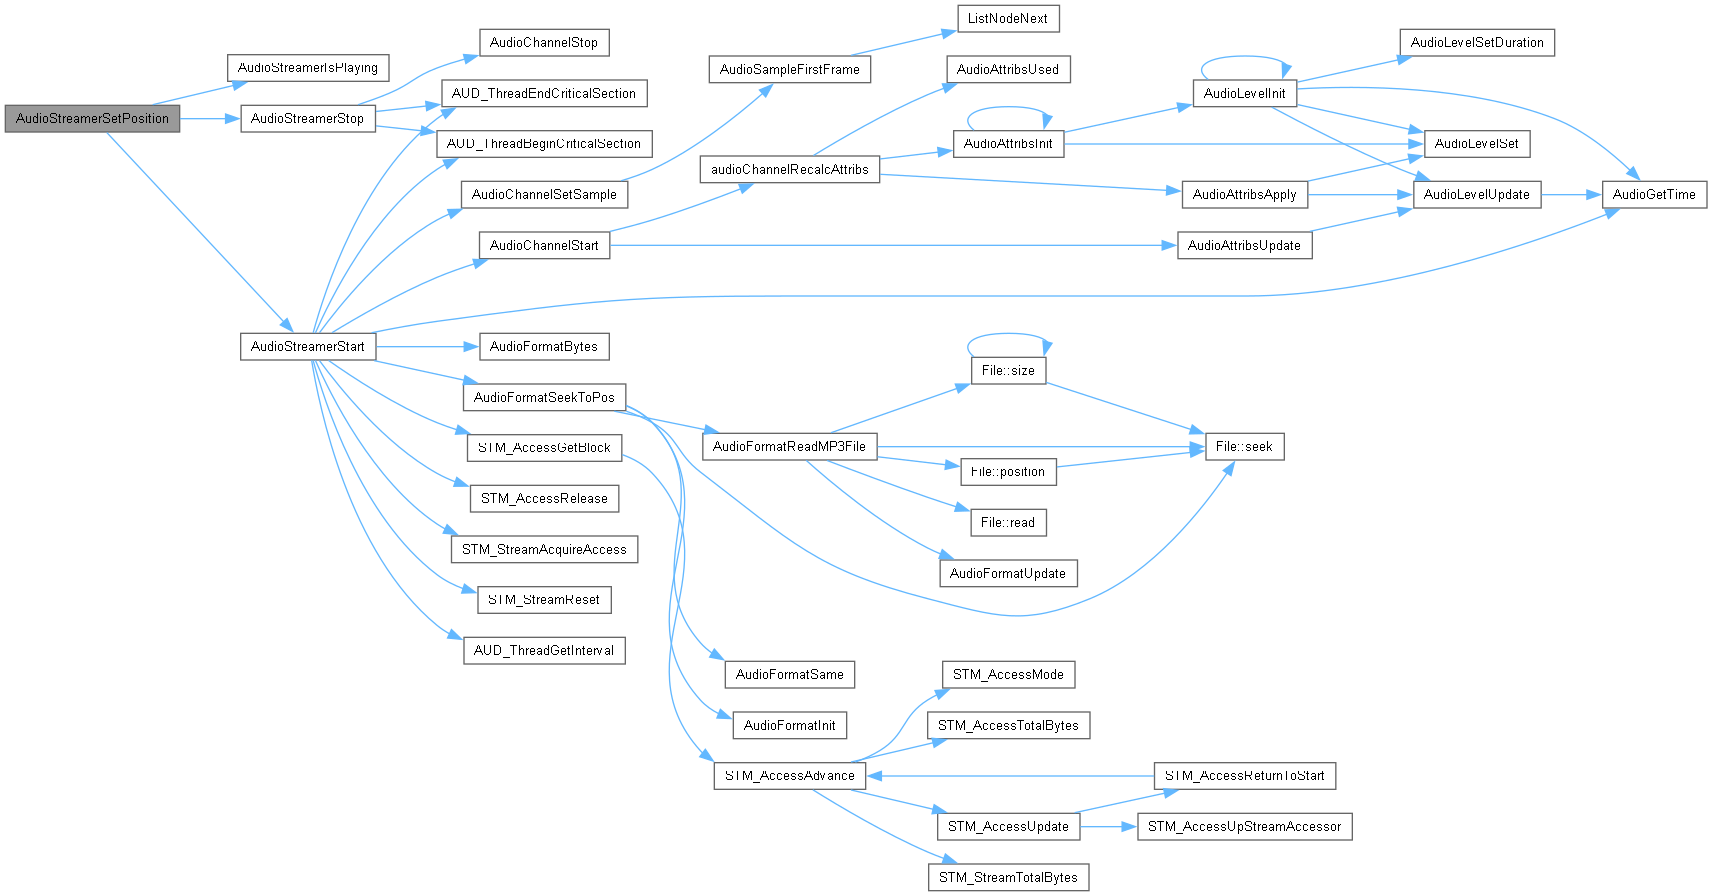 ListNodeNext
AudioChannelStop
AudioLevelSetDuration
AudioStreamerIsPlaying
AudioSampleFirstFrame
AudioAttribsUsed
AUD_ThreadEndCriticalSection
AudioLevelInit
AudioStreamerSetPosition
AudioStreamerStop
AUD_ThreadBeginCriticalSection
AudioAttribsInit
AudioLevelSet
audioChannelRecalcAttribs
AudioChannelSetSample
AudioAttribsApply
AudioLevelUpdate
AudioGetTime
AudioChannelStart
AudioAttribsUpdate
AudioStreamerStart
AudioFormatBytes
File::size
AudioFormatSeekToPos
STM_AccessGetBlock
AudioFormatReadMP3File
File::seek
File::position
STM_AccessRelease
File::read
STM_StreamAcquireAccess
AudioFormatUpdate
STM_StreamReset
AUD_ThreadGetInterval
AudioFormatSame
STM_AccessMode
AudioFormatInit
STM_AccessTotalBytes
STM_AccessAdvance
STM_AccessReturnToStart
STM_AccessUpdate
STM_AccessUpStreamAccessor
STM_StreamTotalBytes